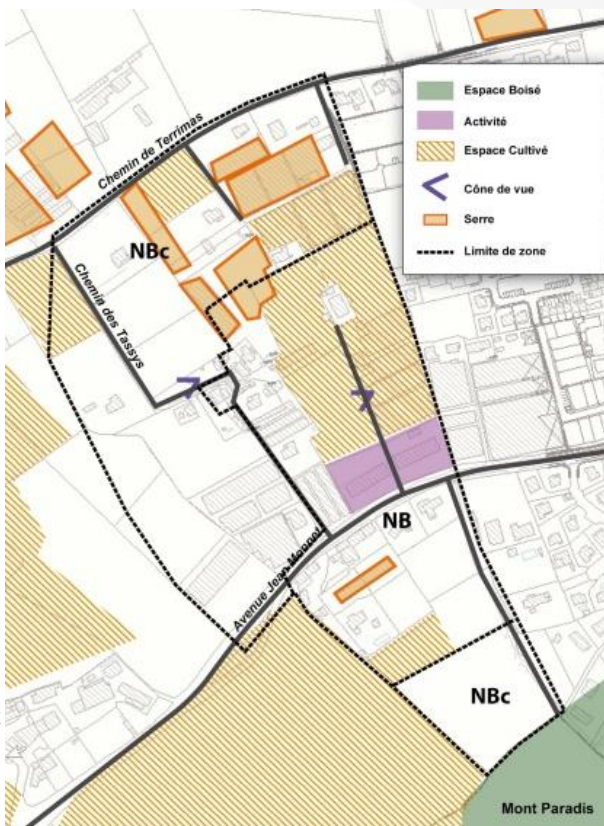 Espace Boisé
Activité
Espace Cultivé
Cône de vue
Serre
Limite de zone
Chemin de Terrimas
NBc
Chemin des Tassys
NB
Avenue Jean Monnet
NBc
Mont Paradis